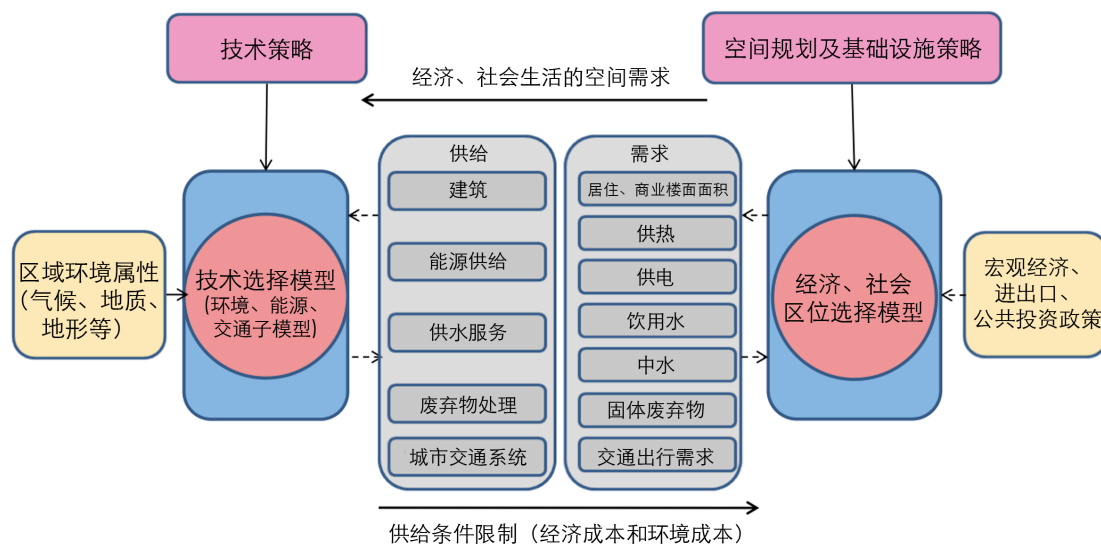 技术策略
空间规划及基础设施策略
经济、社会生活的空间需求
供给
需求
建筑
居住、商业楼面面积
供热
能源供给
供电
供水服务
饮用水
中水
废弃物处理
固体废弃物
城市交通系统
交通出行需求
区域环境属性
（气候、地质、
地形等）
技术选择模型
(环境、能源、
交通子模型)
经济、社会
区位选择模型
宏观经济、
进出口、
公共投资政策
供给条件限制（经济成本和环境成本）